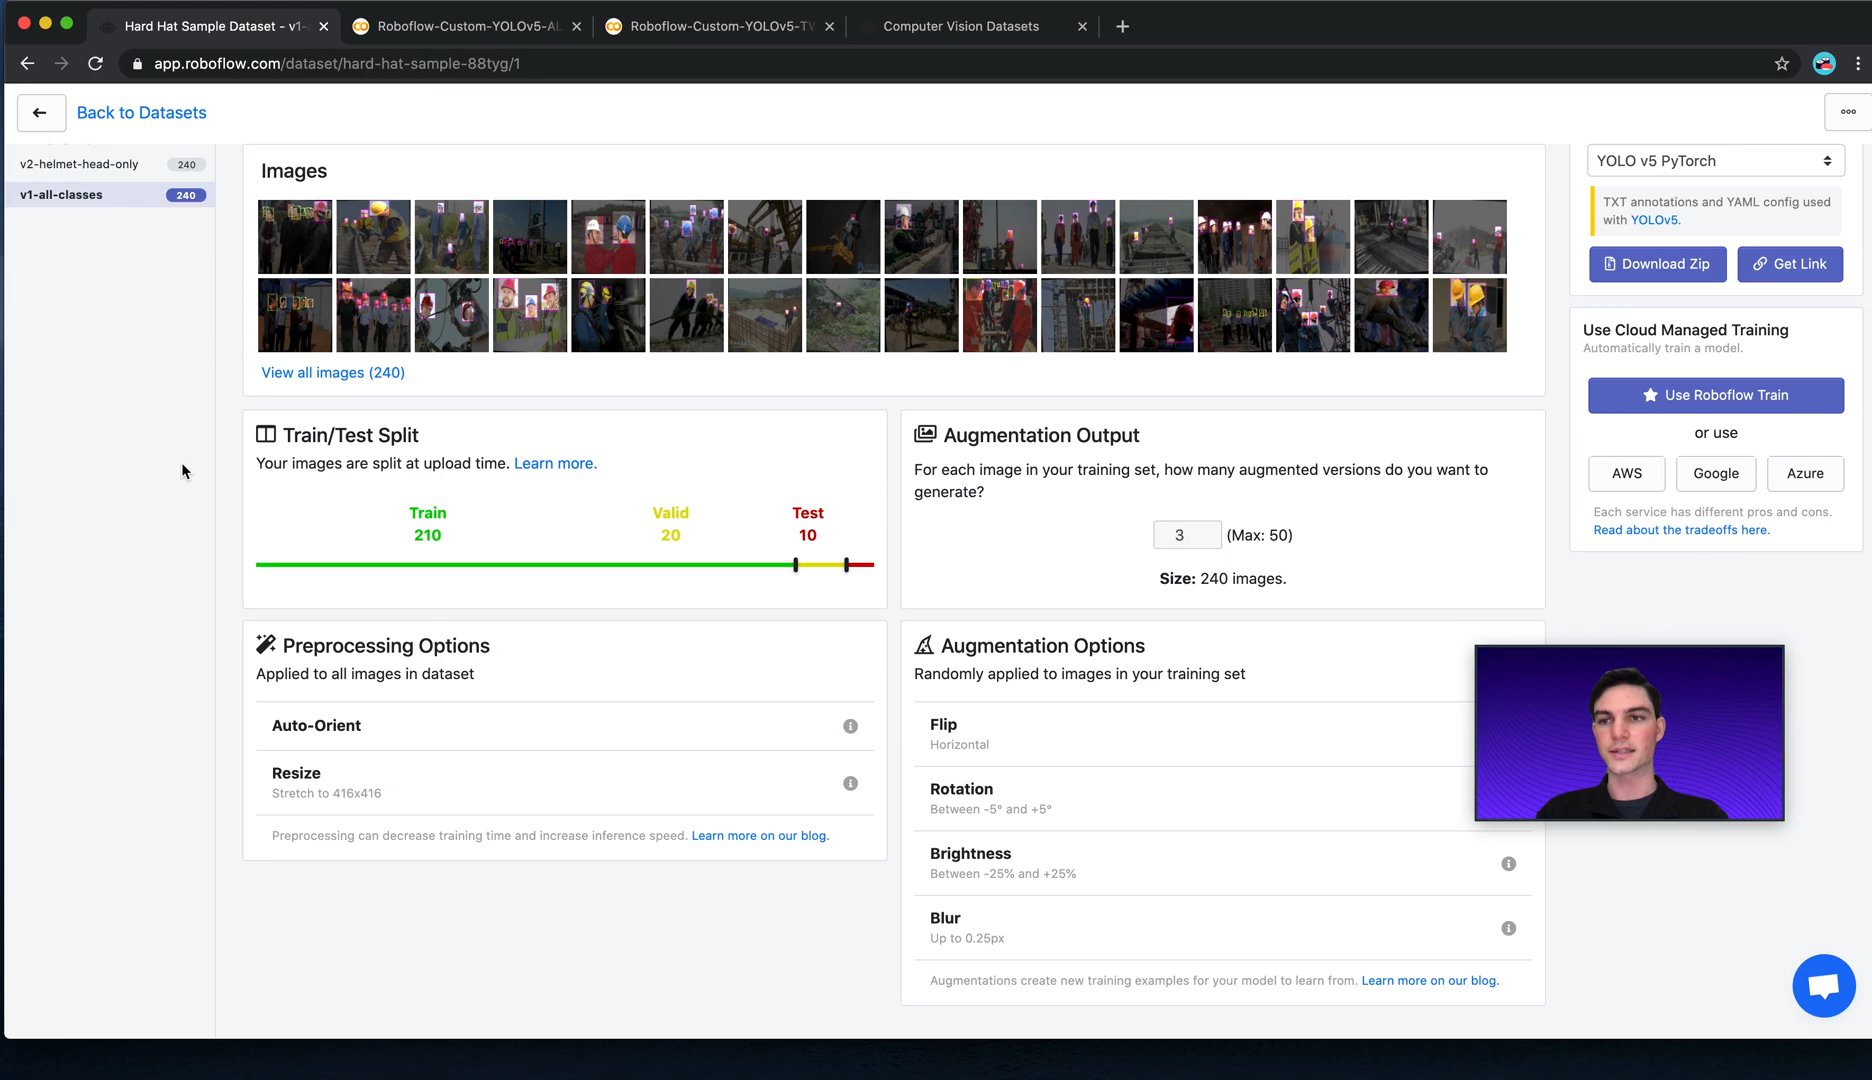 Hard Hat Sample Dataset - v1-
Roboflow-Custom-YOLOv5-AL
Roboflow-Custom-YOLOv5-TW
Computer Vision Datasets
app.roboflow.com/dataset/hard-hat-sample-88tyg/1
Back to Datasets
v2-helmet-head-only 240
v1-all-classes 240
Images
View all images (240)
Train/Test Split
Your images are split at upload time. Learn more.
Train Valid Test
210 20 10
Augmentation Output
For each image in your training set, how many augmented versions do you want to
generate?
3 (Max: 50)
Size: 240 images.
Preprocessing Options
Applied to all images in dataset
Auto-Orient
Resize
Stretch to 416x416
Preprocessing can decrease training time and increase inference speed. Learn more on our blog.
Augmentation Options
Randomly applied to images in your training set
Flip
Horizontal
Rotation
Between -5° and +5°
Brightness
Between -25% and +25%
Blur
Up to 0.25px
Augmentations create new training examples for your model to learn from. Learn more on our blog.
YOLO v5 PyTorch
TXT annotations and YAML config used
with YOLOv5.
Download Zip
Get Link
Use Cloud Managed Training
Automatically train a model.
Use Roboflow Train
or use
AWS Google Azure
Each service has different pros and cons.
Read about the tradeoffs here.